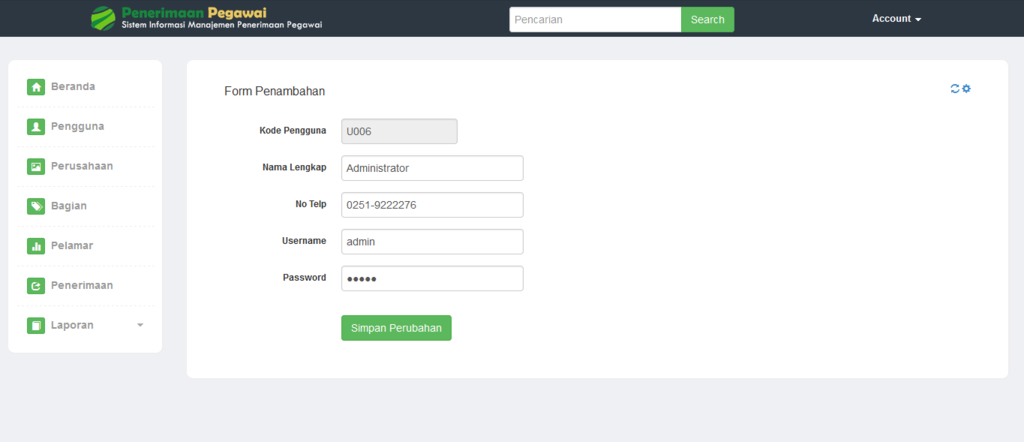 Penerimaan Pegawai
Sistem Informasi Manajemen Penerimaan Pegawai
Pencarian
Search
Account
Beranda
Pengguna
Perusahaan
Bagian
Pelamar
Penerimaan
Laporan
Form Penambahan
Kode Pengguna U006
Nama Lengkap Administrator
No Telp 0251-9222276
Username admin
Password •••••
Simpan Perubahan